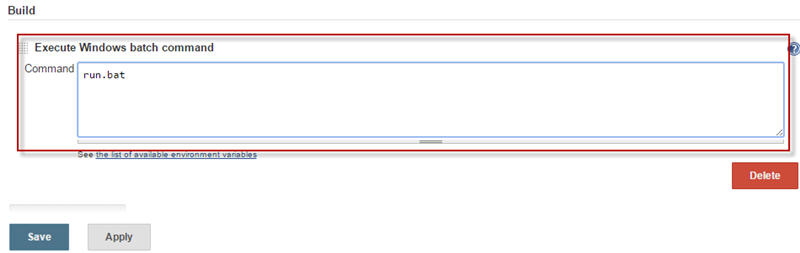 Build
Execute Windows batch command
?
Command
run.bat
See the list of available environment variables
Delete
Save
Apply